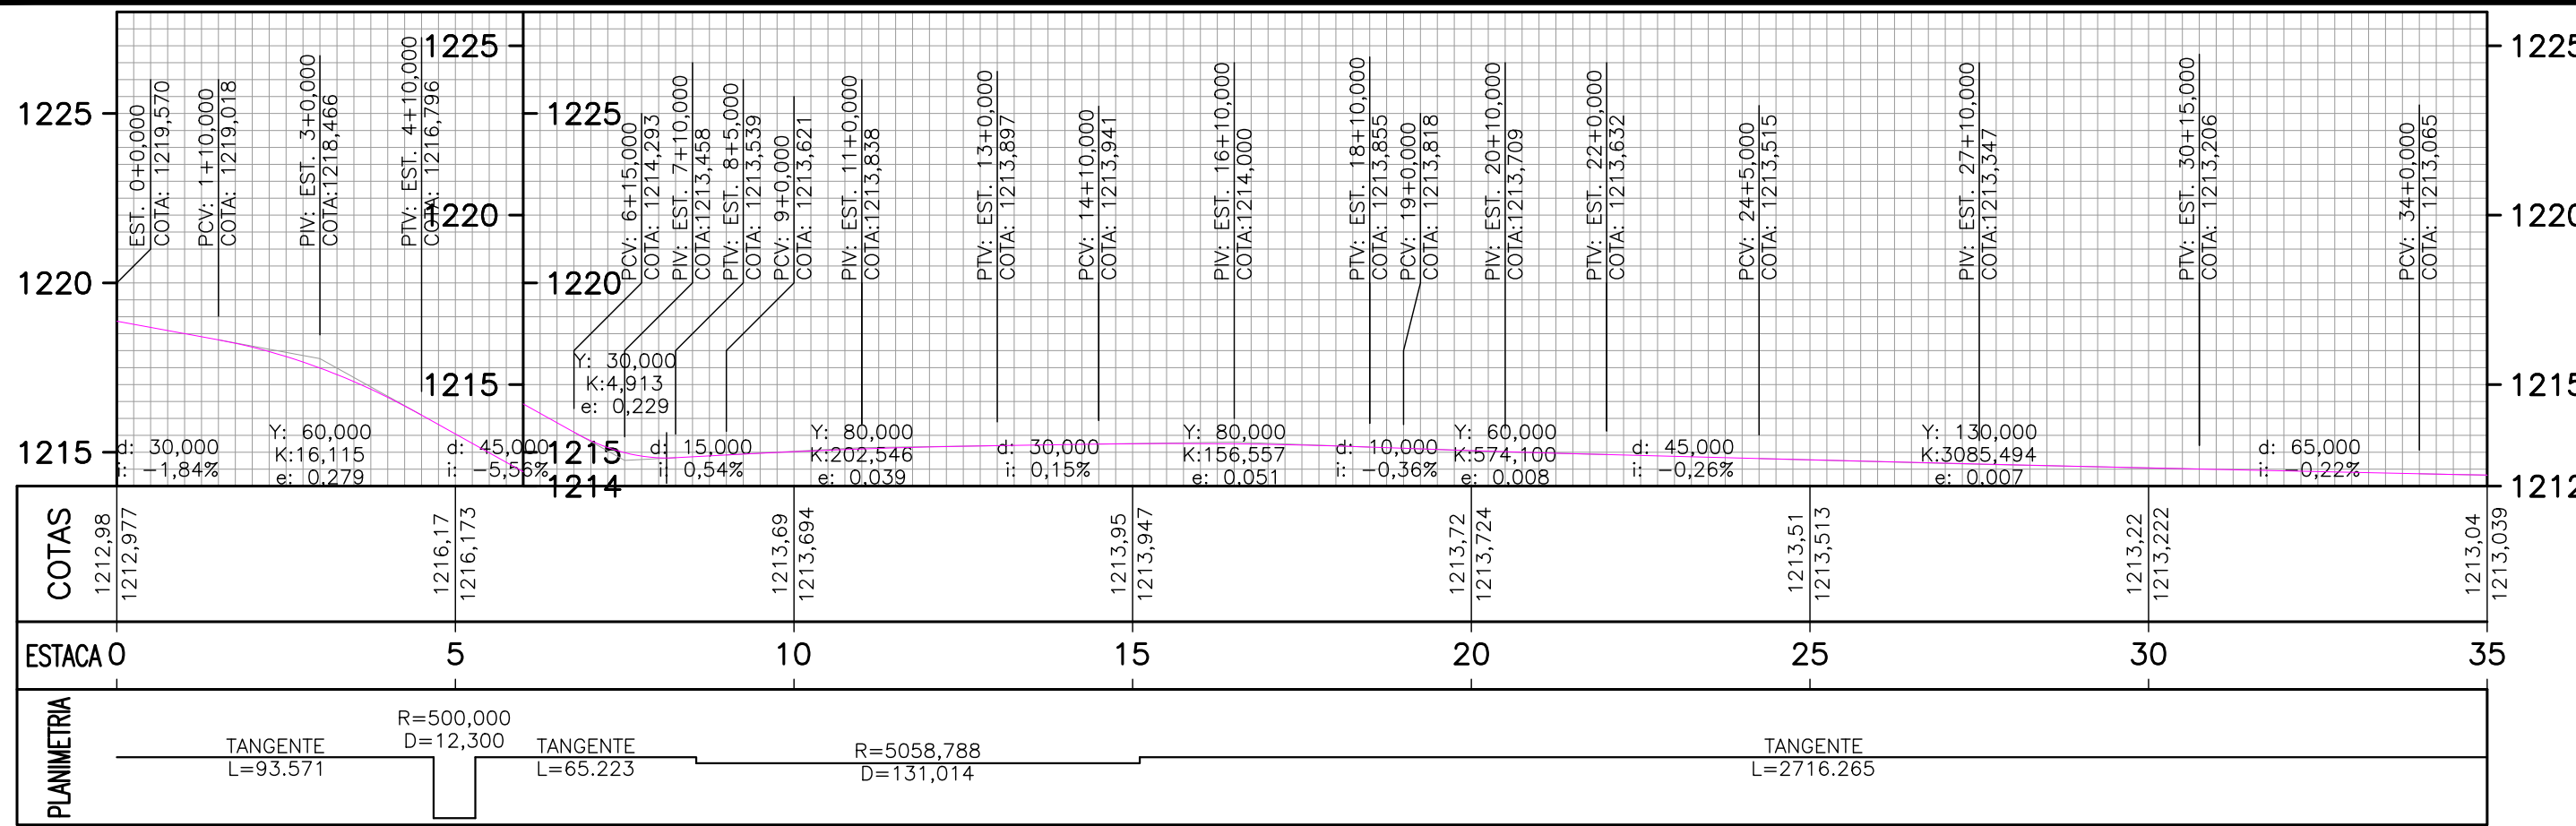 1225
1220
1215
1225
1220
1215
1225
1220
1215
1214
1225
1220
1215
1212
EST. 0+0,000
COTA: 1219,570
PCV: 1+10,000
COTA: 1219,018
PIV: EST. 3+0,000
COTA:1218,466
PTV: EST. 4+10,000
COTA: 1216,796
PCV: 6+15,000
COTA: 1214,293
PIV: EST. 7+10,000
COTA:1213,458
PTV: EST. 8+5,000
COTA: 1213,539
PCV: 9+0,000
COTA: 1213,621
PIV: EST. 11+0,000
COTA:1213,838
PTV: EST. 13+0,000
COTA: 1213,897
PCV: 14+10,000
COTA: 1213,941
PIV: EST. 16+10,000
COTA:1214,000
PTV: EST. 18+10,000
COTA: 1213,855
PCV: 19+0,000
COTA: 1213,818
PIV: EST. 20+10,000
COTA:1213,709
PTV: EST. 22+0,000
COTA: 1213,632
PCV: 24+5,000
COTA: 1213,515
PIV: EST. 27+10,000
COTA:1213,347
PTV: EST. 30+15,000
COTA: 1213,206
PCV: 34+0,000
COTA: 1213,065
d: 30,000
i: -1,84%
Y: 60,000
K:16,115
e: 0,279
d: 45,000
i: -5,56%
Y: 30,000
K:4,913
e: 0,229
d: 15,000
i: 0,54%
Y: 80,000
K:202,546
e: 0,039
d: 30,000
i: 0,15%
Y: 80,000
K:156,557
e: 0,051
d: 10,000
i: -0,36%
Y: 60,000
K:574,100
e: 0,008
d: 45,000
i: -0,26%
Y: 130,000
K:3085,494
e: 0,007
d: 65,000
i: -0,22%
COTAS
1212,98
1212,977
1216,17
1216,173
1213,69
1213,694
1213,95
1213,947
1213,72
1213,724
1213,51
1213,513
1213,22
1213,222
1213,04
1213,039
ESTACA 0 5 10 15 20 25 30 35
PLANIMETRIA
TANGENTE
L=93.571
R=500,000
D=12,300
TANGENTE
L=65.223
R=5058,788
D=131,014
TANGENTE
L=2716.265